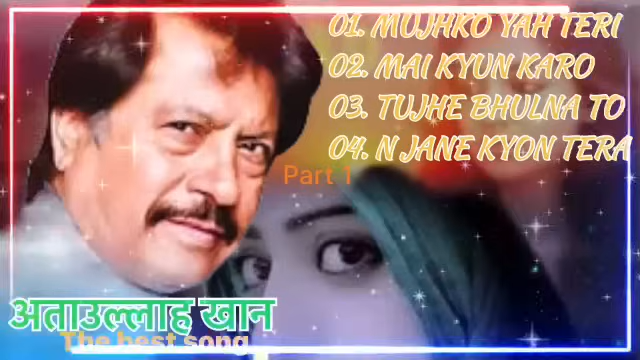 01. MUJHKO YAH TERI
02. MAI KYUN KARO
03. TUJHE BHULNA TO
04. N JANE KYON TERA
Part 1
अताउल्लाह खान
The best song